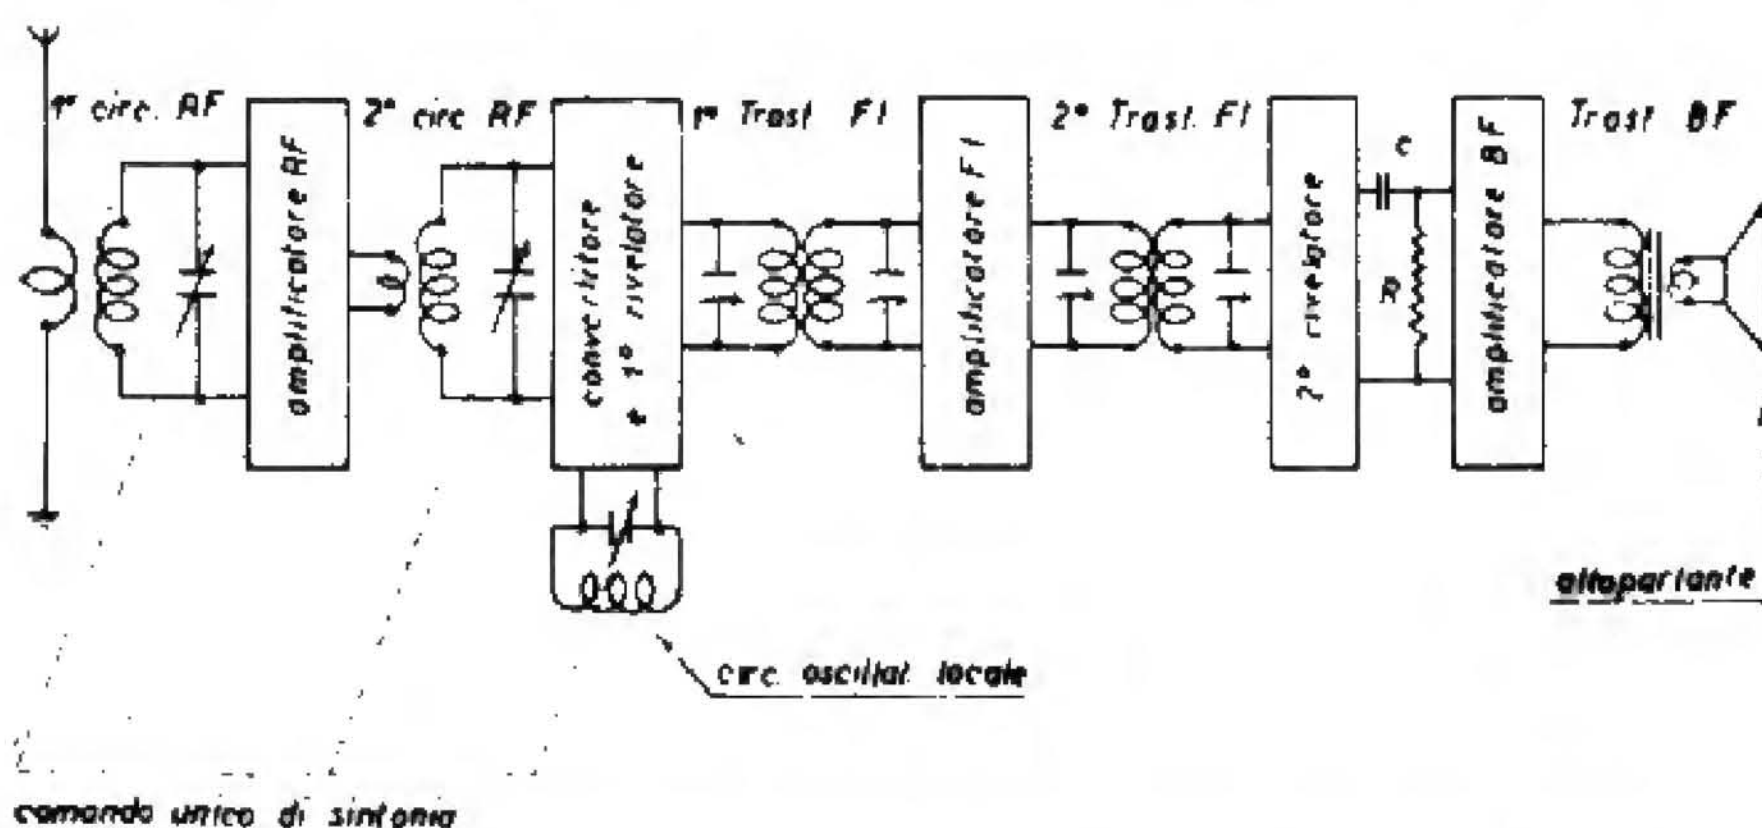 1° circ. AF
2° circ AF
1° Trasf FI
2° Trasf. FI
Trasf BF
amplificatore AF
convertitore
e 1° rivelatore
amplificatore FI
2° rivelatore
C
R
amplificatore BF
altoparlante
circ. oscillat. locale
comando unico di sintonia